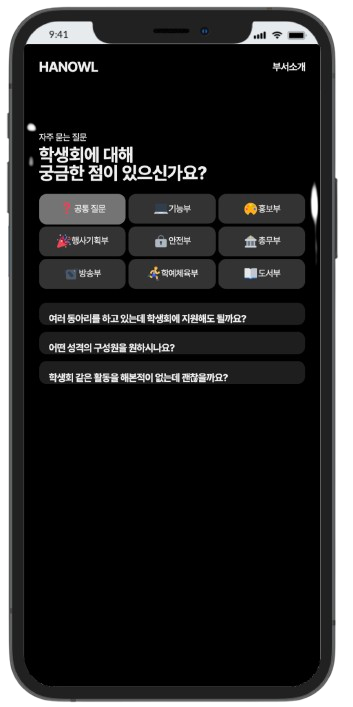 9:41
HANOWL
부서소개
자주 묻는 질문
학생회에 대해
궁금한 점이 있으신가요?
공통 질문
기능부
홍보부
행사기획부
안전부
총무부
방송부
학예체육부
도서부
여러 동아리를 하고 있는데 학생회에 지원해도 될까요?
어떤 성격의 구성원을 원하시나요?
학생회 같은 활동을 해본적이 없는데 괜찮을까요?